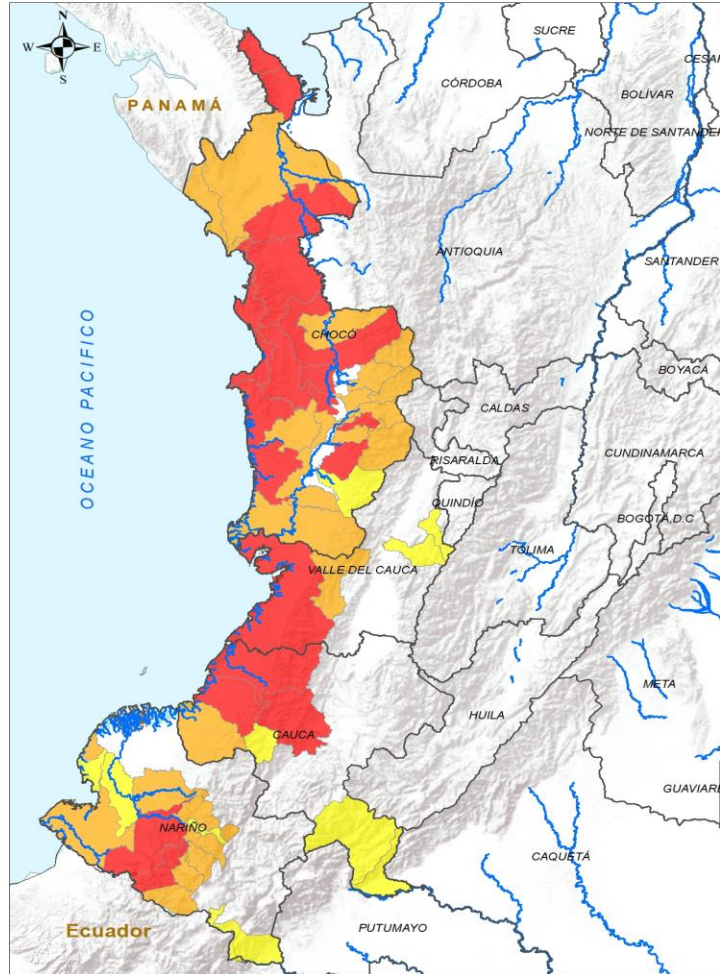 N
W E
S
PANAMÁ
SUCRE
CÓRDOBA
CESAR
BOLÍVAR
NORTE DE SANTANDER
ANTIOQUIA
SANTANDER
OCEANO PACIFICO
CHOCÓ
BOYACÁ
CALDAS
CUNDINAMARCA
RISARALDA
QUINDÍO
BOGOTÁ,D.C
TOLIMA
VALLE DEL CAUCA
META
HUILA
CAUCA
GUAVIARE
NARIÑO
CAQUETÁ
Ecuador
PUTUMAYO